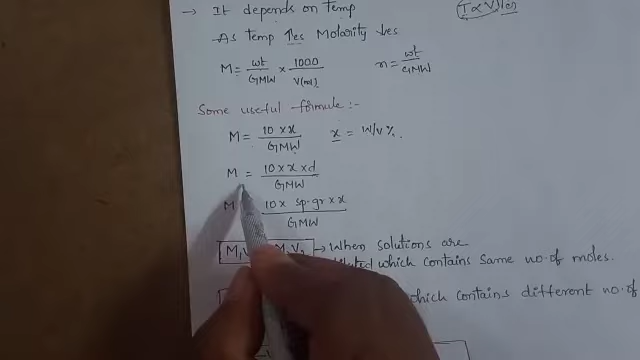 → It depends on Temp (T∝V)
As Temp ↑es Molarity ↓es
M = wt/GMW × 1000/V(ml) n = wt/GMW
Some useful formule :-
M = 10 × x/GMW x = W/V %.
M = 10 × x × d/GMW
M 10 × sp.gr × x/GMW
M₁V M₂V₂ → When solutions are
which contains same no. of moles.
which contains different no. of